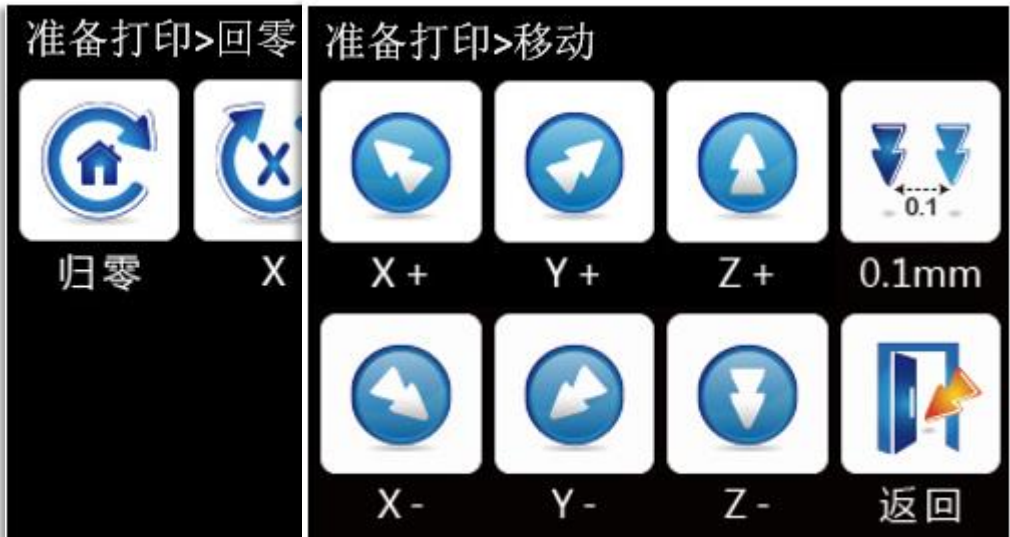 准备打印>回零
X
归零 X
准备打印>移动
0.1
X + Y + Z + 0.1mm
X - Y - Z - 返回